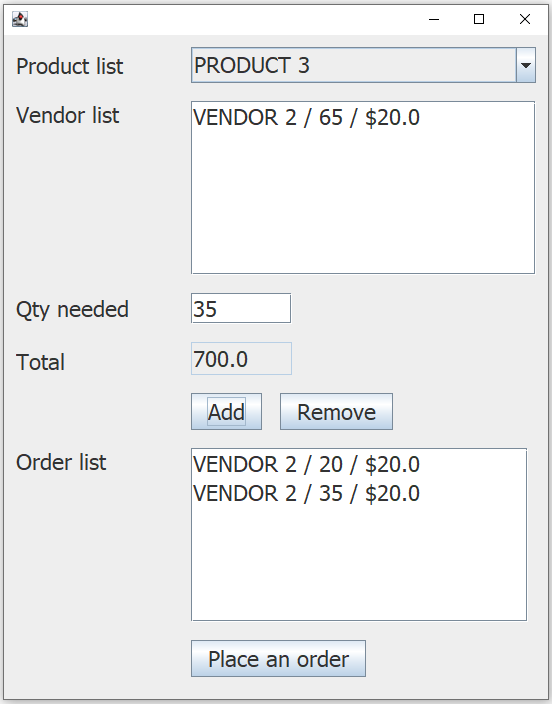 Product list PRODUCT 3
Vendor list VENDOR 2 / 65 / $20.0
Qty needed 35
Total 700.0
Add Remove
Order list VENDOR 2 / 20 / $20.0
VENDOR 2 / 35 / $20.0
Place an order